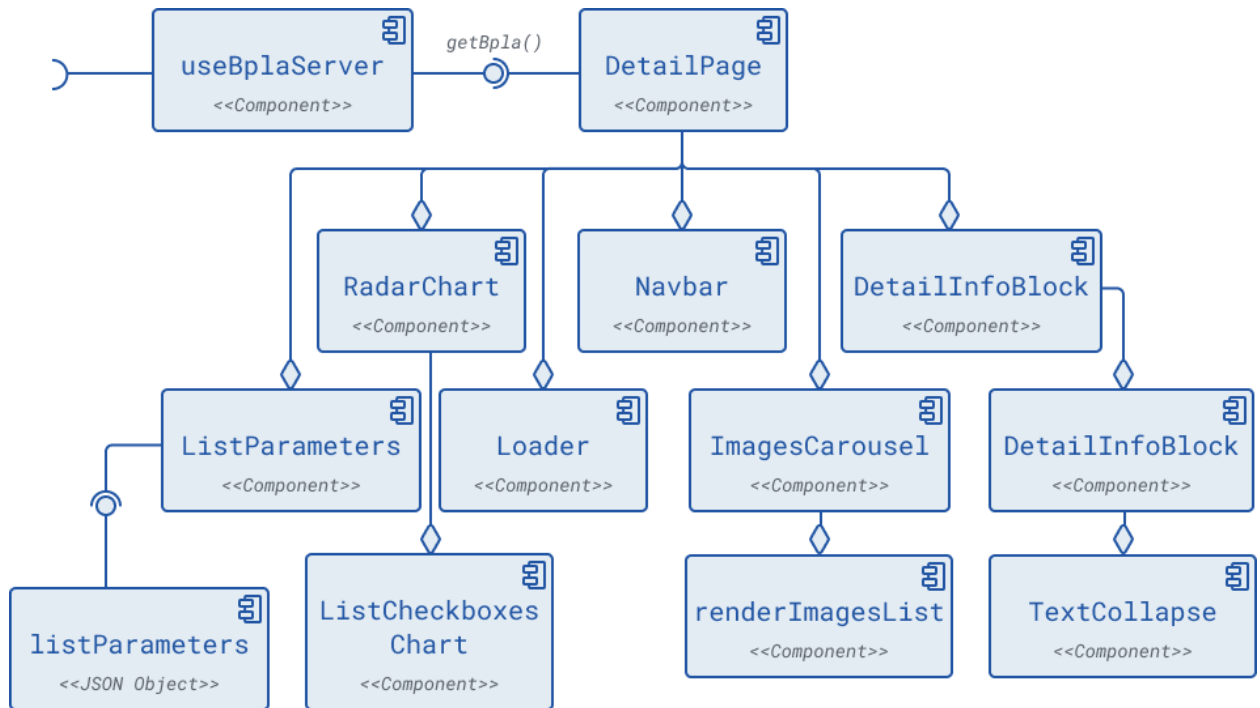 getBpla()
useBplaServer
<<Component>>
DetailPage
<<Component>>
RadarChart
<<Component>>
Navbar
<<Component>>
DetailInfoBlock
<<Component>>
ListParameters
<<Component>>
Loader
<<Component>>
ImagesCarousel
<<Component>>
DetailInfoBlock
<<Component>>
listParameters
<<JSON Object>>
ListCheckboxes
Chart
<<Component>>
renderImagesList
<<Component>>
TextCollapse
<<Component>>